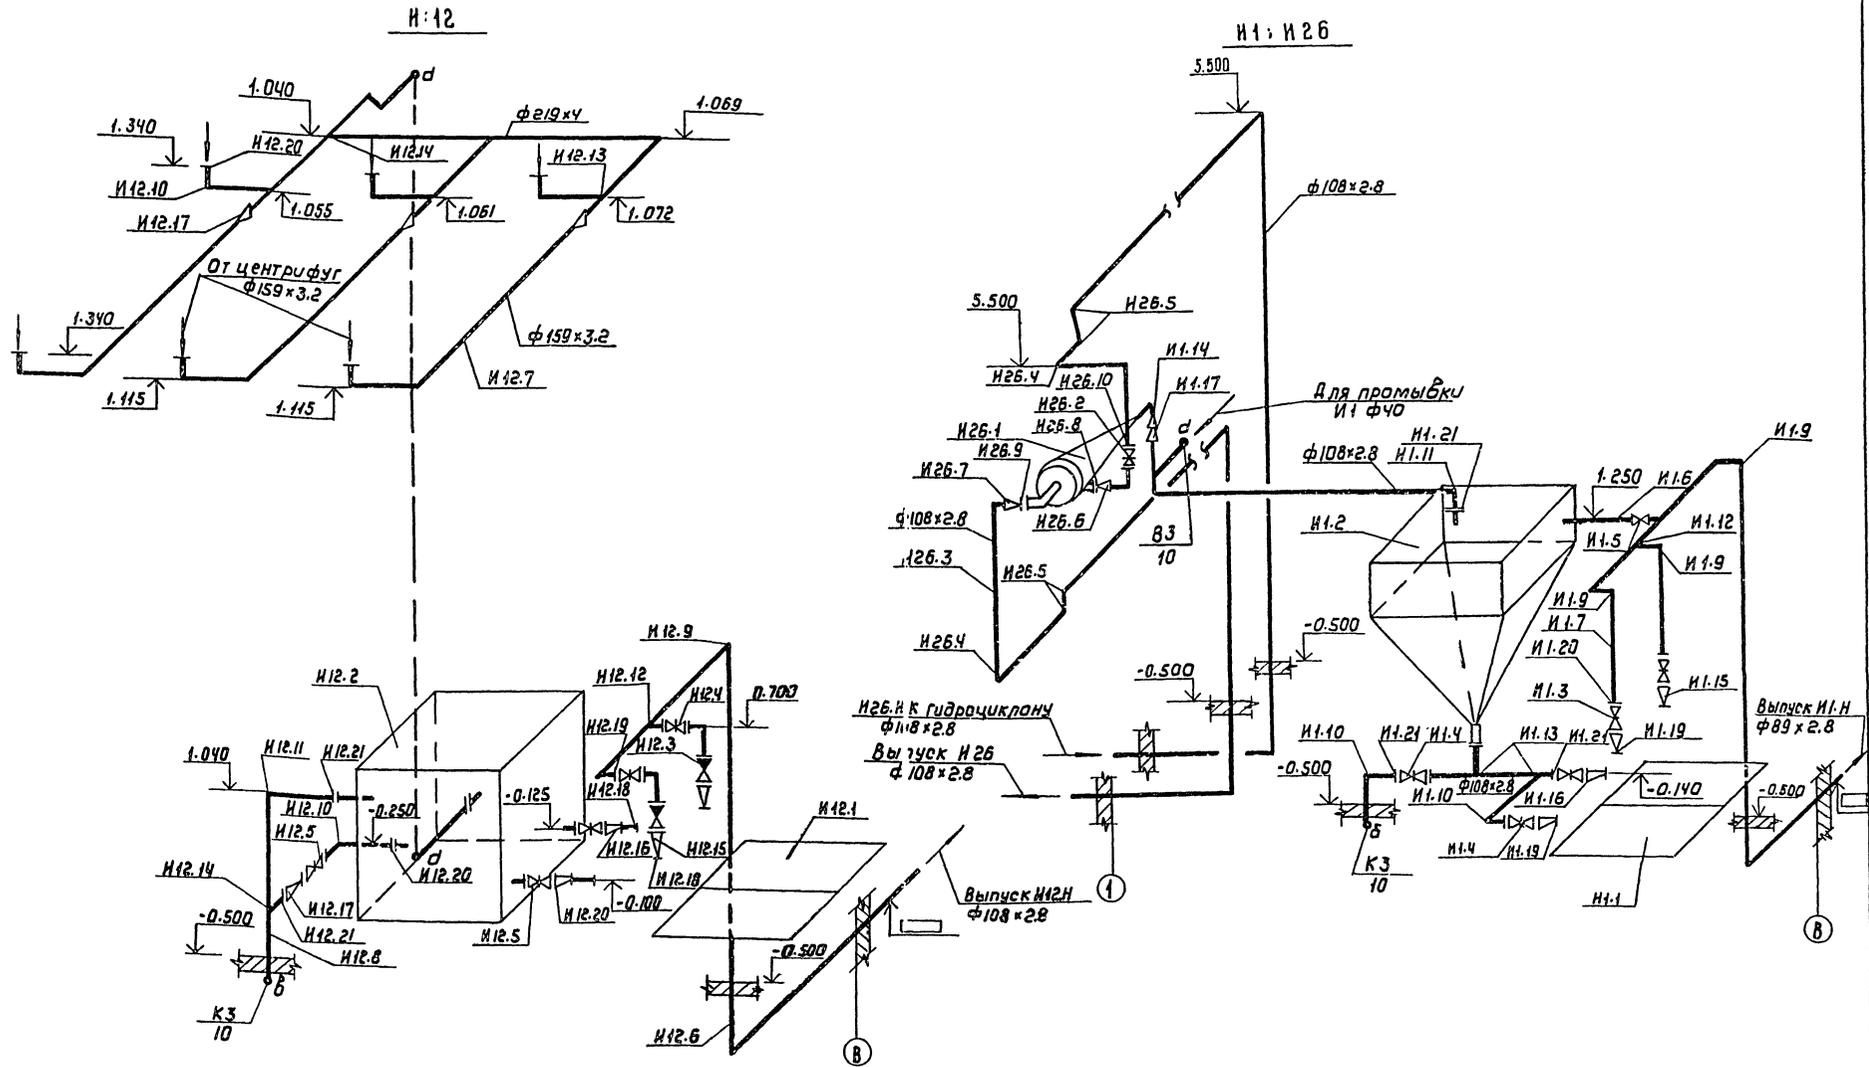 И:12
d
1.040
1.340
И12.20
И12.14
ф219×4
1.069
И12.13
И12.10
И12.17
1.055
1.061
1.072
От центрифуг
ф159×3.2
1.340
ф159×3.2
И12.7
1.115
1.115
И1; И26
5.500
ф108×2.8
5.500
И26.5
И26.4
И26.10
И1.14
И1.17
И26.2
И26.8
И26.1
И26.9
И26.7
d
Для промывки
И1 ф40
И26.6
ф108×2.8
И26.3
И26.5
В3
10
И26.4
ф108×2.8
И1.21
И1.11
И1.2
1.250
И1.6
И1.9
И1.5
И1.12
И1.9
И1.9
И1.7
И1.20
И1.3
И1.15
И1.19
-0.500
-0.500
И26.Н К гидроциклону
ф108×2.8
Выпуск И26
ф108×2.8
1
И1.10
И1.21
И1.4
И1.13
И1.21
-0.500
ф108×2.8
И1.10
И1.16
-0.140
б
И1.4
И1.19
К3
10
И1.1
-0.500
Выпуск И1.Н
ф89×2.8
В
И12.9
И12.2
И12.12
И12.4
0.700
И12.19
И12.3
1.040
И12.11
И12.21
И12.10
-0.250
И12.5
-0.125
И12.18
И12.1
И12.14
d
И12.20
И12.16
И12.15
И12.18
И12.17
-0.500
И12.21
И12.5
И12.20
-0.100
И12.8
б
К3
10
-0.500
И12.6
Выпуск И12.Н
ф108×2.8
В